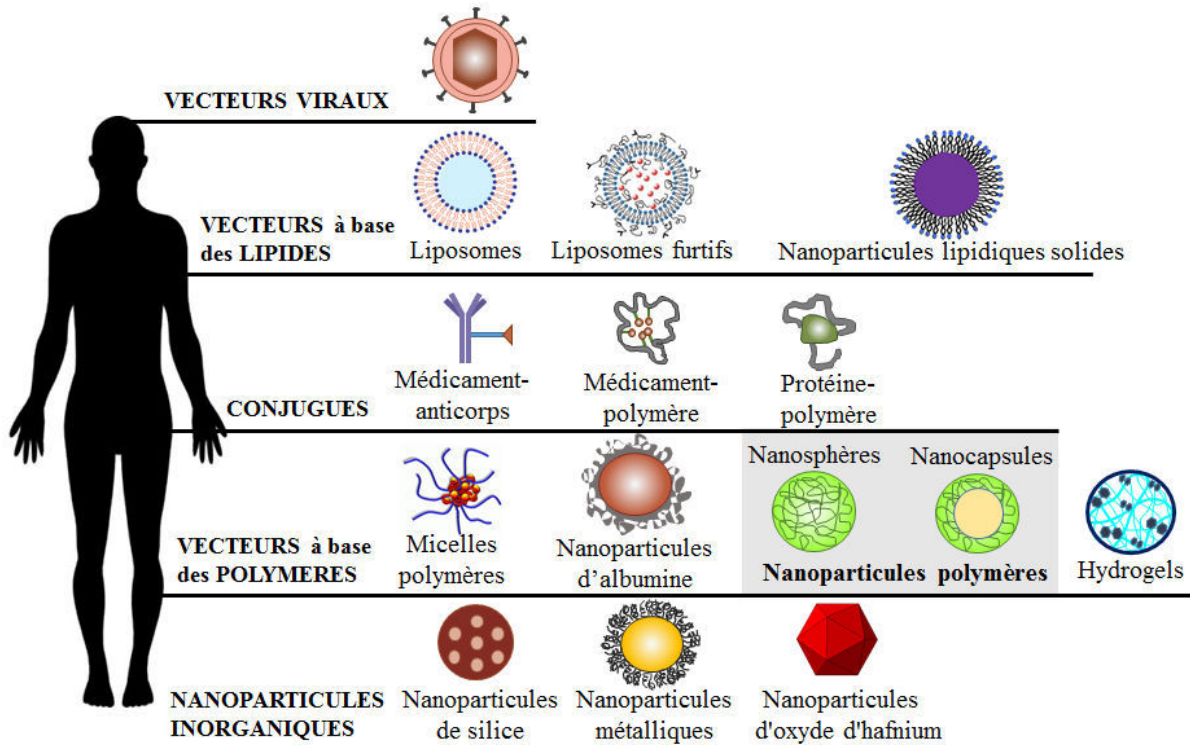 VECTEURS VIRAUX
VECTEURS à base
des LIPIDES
Liposomes
Liposomes furtifs
Nanoparticules lipidiques solides
CONJUGUES
Médicament-
anticorps
Médicament-
polymère
Protéine-
polymère
VECTEURS à base
des POLYMERES
Micelles
polymères
Nanoparticules
d’albumine
Nanosphères
Nanocapsules
Nanoparticules polymères
Hydrogels
NANOPARTICULES
INORGANIQUES
Nanoparticules
de silice
Nanoparticules
métalliques
Nanoparticules
d'oxyde d'hafnium